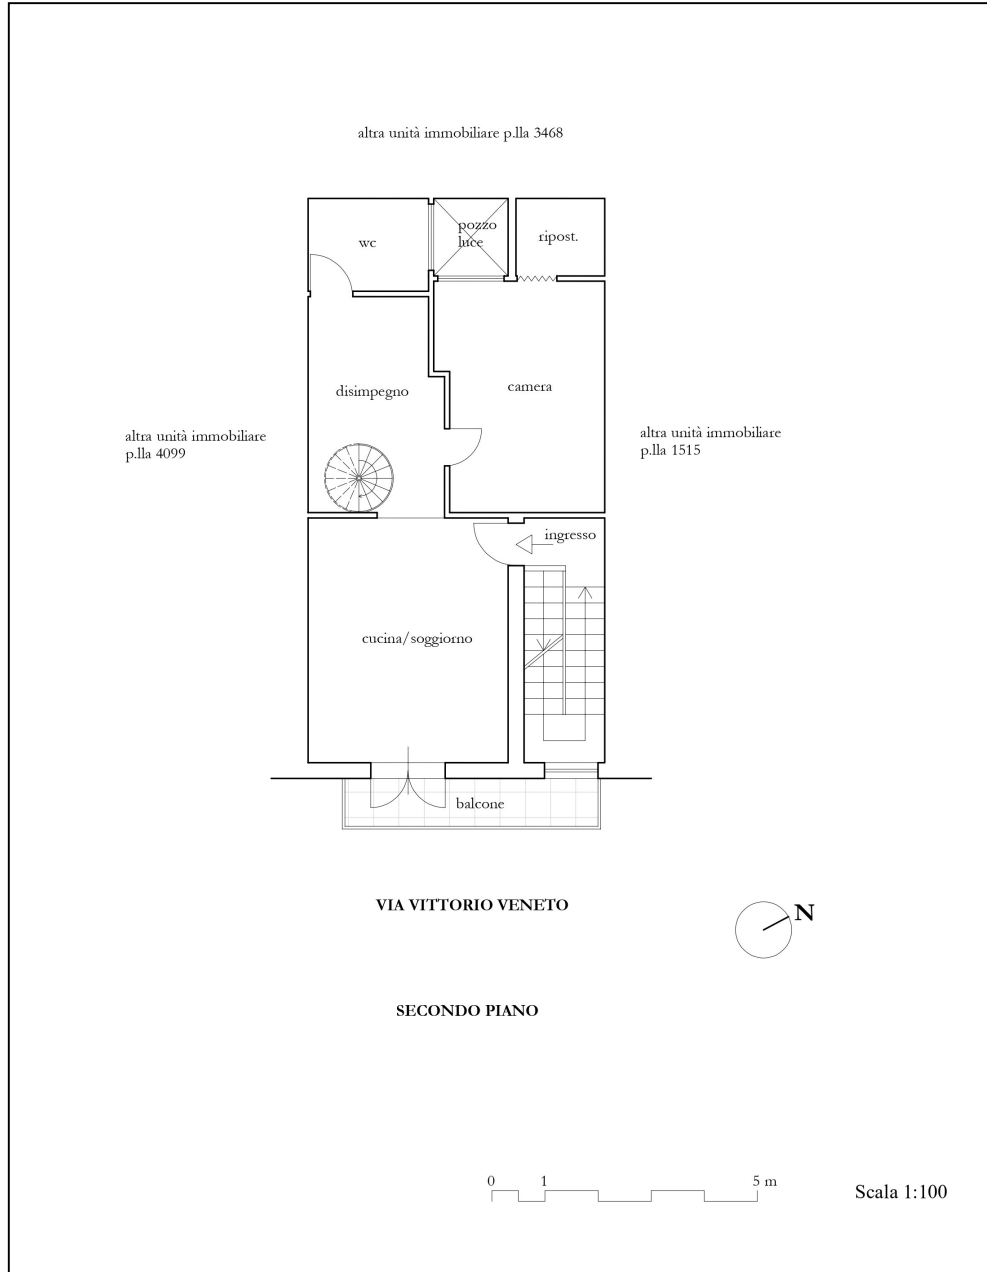 altra unità immobiliare p.lla 3468
wc
pozzo
luce
ripost.
disimpegno
camera
altra unità immobiliare
p.lla 4099
altra unità immobiliare
p.lla 1515
ingresso
cucina/soggiorno
balcone
VIA VITTORIO VENETO
N
SECONDO PIANO
0 1 5 m
Scala 1:100